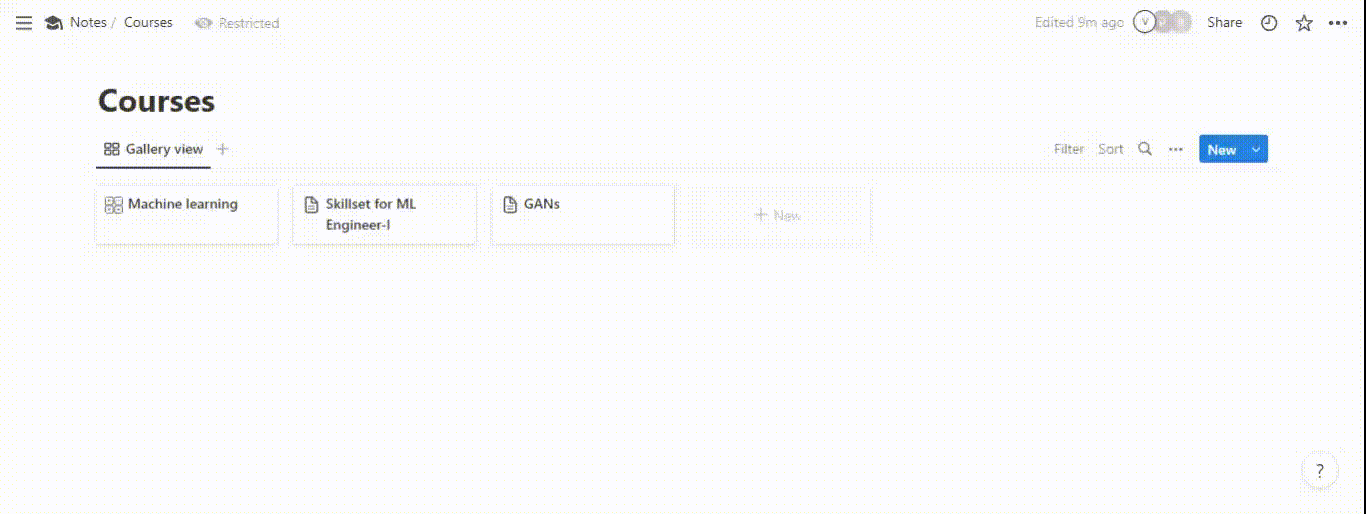 Notes / Courses Restricted
Edited 9m ago V Share
Courses
Gallery view
Filter Sort New
Machine learning
Skillset for ML
Engineer-I
GANs
New
?